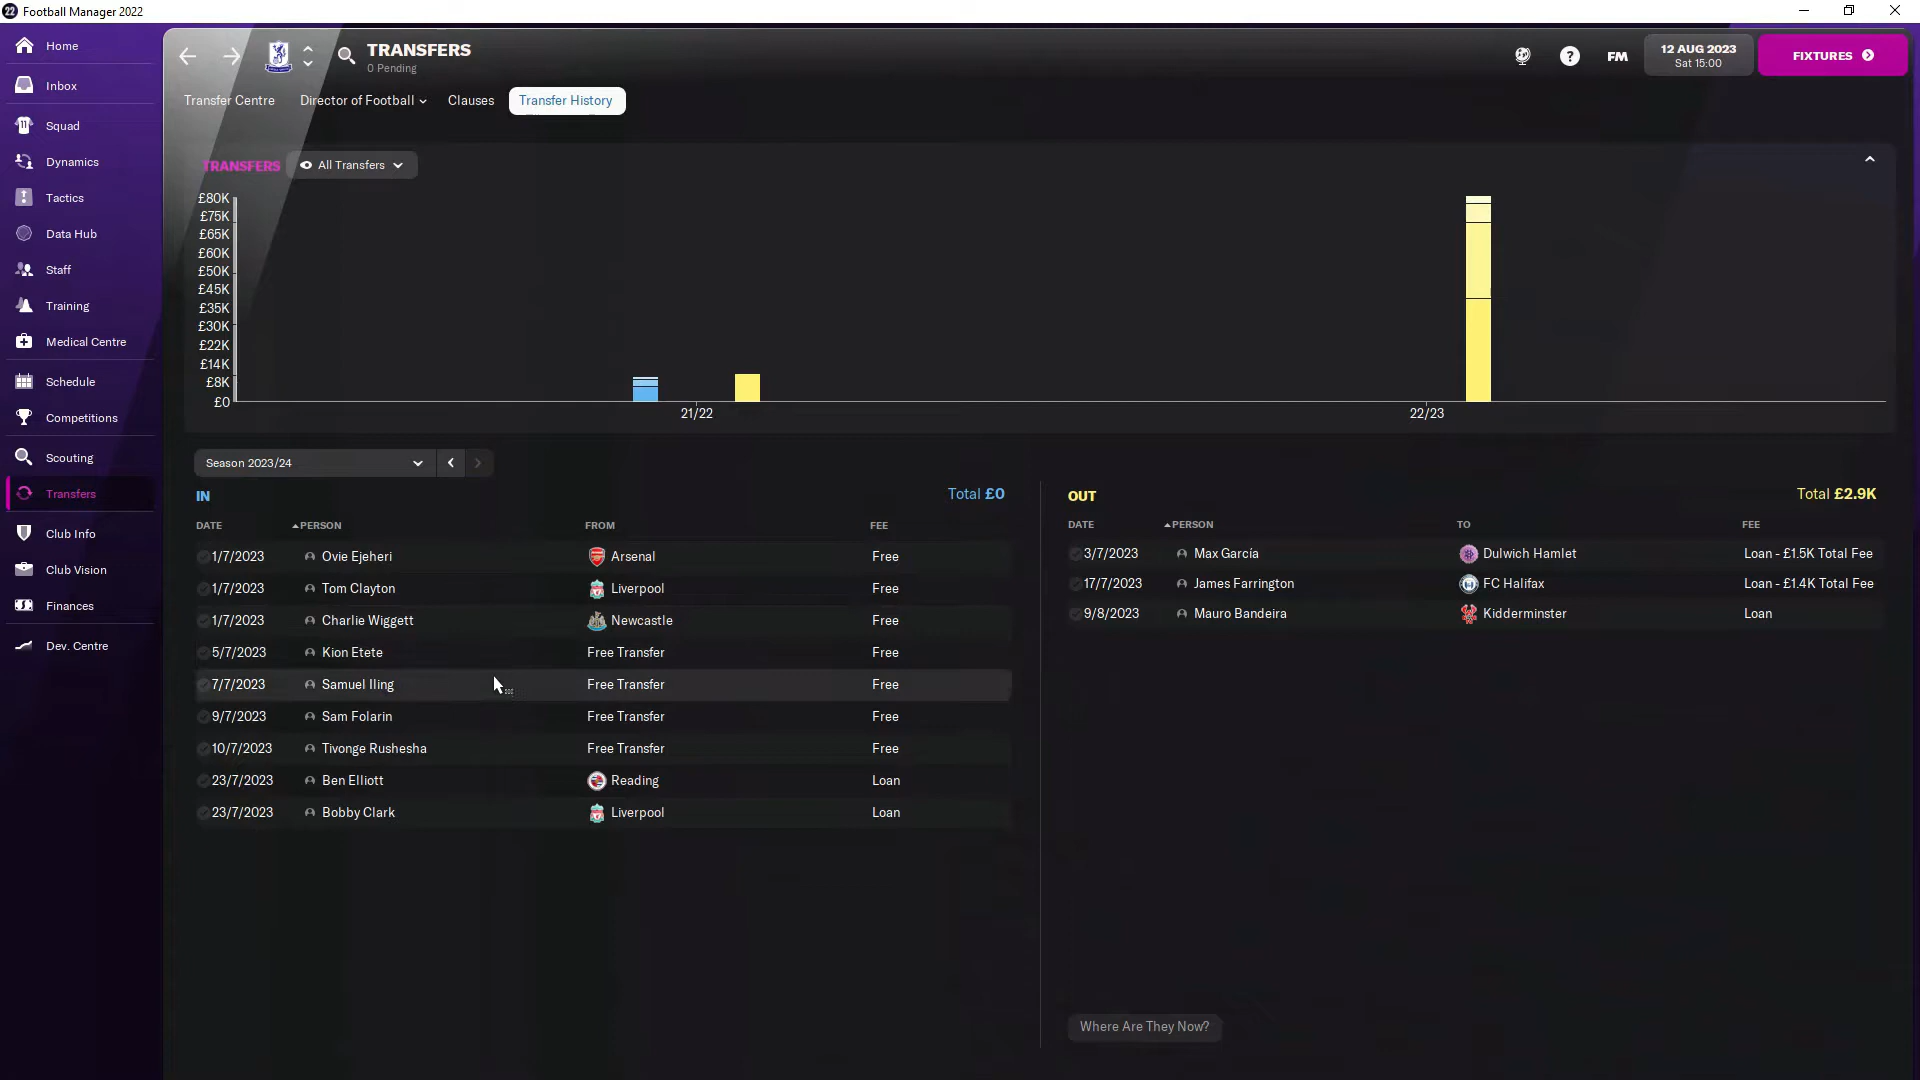 22 Football Manager 2022
Home
Inbox
11 Squad
Dynamics
Tactics
Data Hub
Staff
Training
Medical Centre
Schedule
Competitions
Scouting
Transfers
Club Info
Club Vision
Finances
Dev. Centre
TRANSFERS
0 Pending
? FM 12 AUG 2023 FIXTURES
Sat 15:00
Transfer Centre Director of Football Clauses Transfer History
TRANSFERS All Transfers
£80K
£75K
£65K
£60K
£50K
£45K
£35K
£30K
£22K
£14K
£8K
£0
21/22 22/23
Season 2023/24
IN Total £0
DATE PERSON FROM FEE
1/7/2023 Ovie Ejeheri Arsenal Free
1/7/2023 Tom Clayton Liverpool Free
1/7/2023 Charlie Wiggett Newcastle Free
5/7/2023 Kion Etete Free Transfer Free
7/7/2023 Samuel Iling Free Transfer Free
9/7/2023 Sam Folarin Free Transfer Free
10/7/2023 Tivonge Rushesha Free Transfer Free
23/7/2023 Ben Elliott Reading Loan
23/7/2023 Bobby Clark Liverpool Loan
OUT Total £2.9K
DATE PERSON TO FEE
3/7/2023 Max García Dulwich Hamlet Loan - £1.5K Total Fee
17/7/2023 James Farrington FC Halifax Loan - £1.4K Total Fee
9/8/2023 Mauro Bandeira Kidderminster Loan
Where Are They Now?